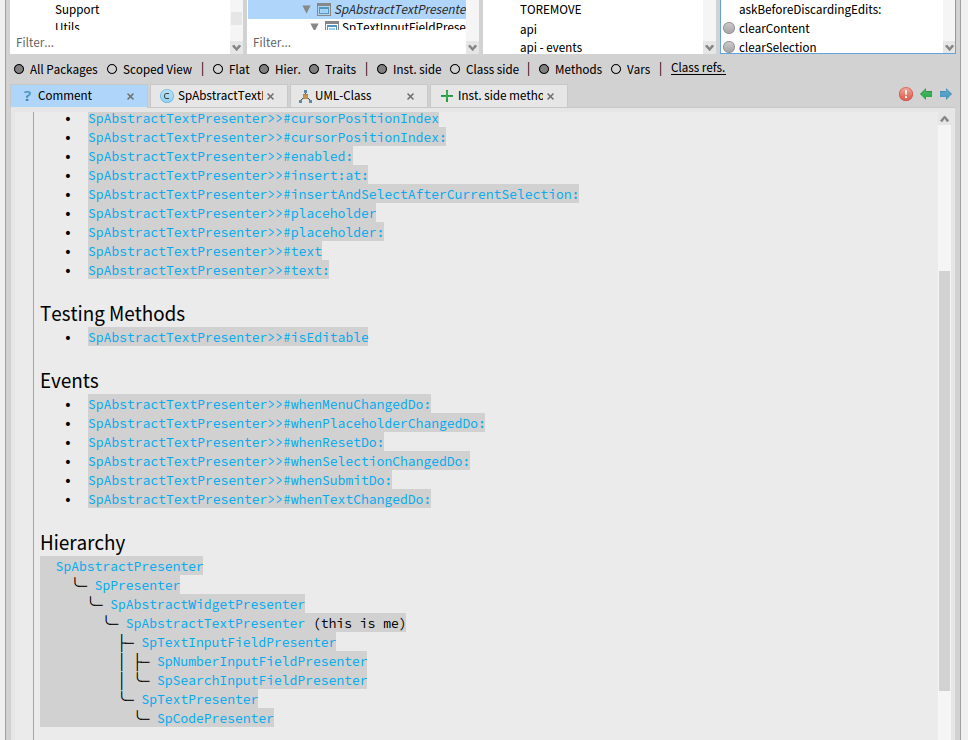 Support
SpAbstractTextPresente
TOREMOVE
askBeforeDiscardingEdits:
Utils
SpTextInputFieldPrese
api
clearContent
Filter...
Filter...
api - events
clearSelection
All Packages Scoped View | Flat Hier. Traits | Inst. side Class side | Methods Vars | Class refs.
? Comment × C SpAbstractTextI × UML-Class × Inst. side methc ×
• SpAbstractTextPresenter>>#cursorPositionIndex
• SpAbstractTextPresenter>>#cursorPositionIndex:
• SpAbstractTextPresenter>>#enabled:
• SpAbstractTextPresenter>>#insert:at:
• SpAbstractTextPresenter>>#insertAndSelectAfterCurrentSelection:
• SpAbstractTextPresenter>>#placeholder
• SpAbstractTextPresenter>>#placeholder:
• SpAbstractTextPresenter>>#text
• SpAbstractTextPresenter>>#text:
Testing Methods
• SpAbstractTextPresenter>>#isEditable
Events
• SpAbstractTextPresenter>>#whenMenuChangedDo:
• SpAbstractTextPresenter>>#whenPlaceholderChangedDo:
• SpAbstractTextPresenter>>#whenResetDo:
• SpAbstractTextPresenter>>#whenSelectionChangedDo:
• SpAbstractTextPresenter>>#whenSubmitDo:
• SpAbstractTextPresenter>>#whenTextChangedDo:
Hierarchy
SpAbstractPresenter
╰─ SpPresenter
╰─ SpAbstractWidgetPresenter
╰─ SpAbstractTextPresenter (this is me)
├─ SpTextInputFieldPresenter
│ ├─ SpNumberInputFieldPresenter
│ ╰─ SpSearchInputFieldPresenter
╰─ SpTextPresenter
╰─ SpCodePresenter